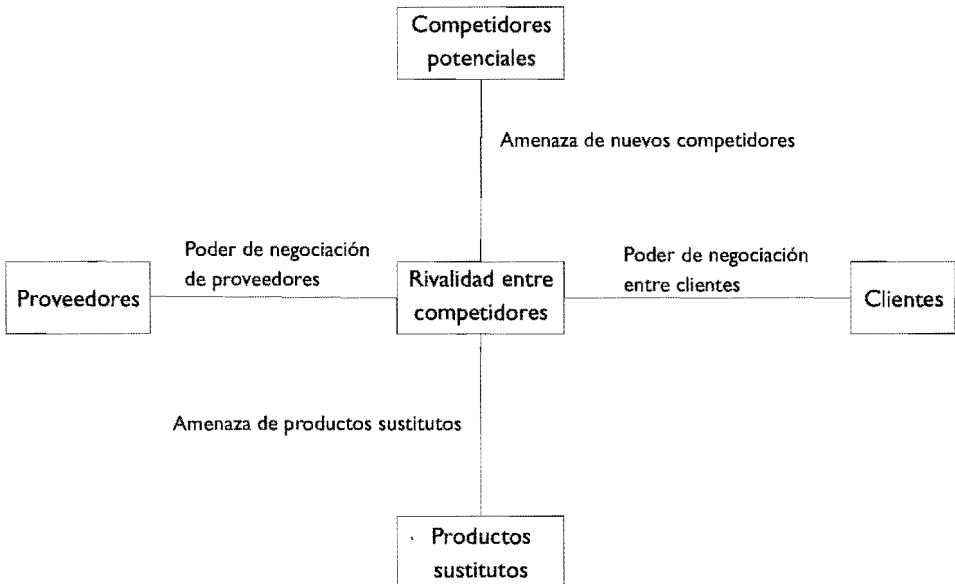 Competidores
potenciales
Amenaza de nuevos competidores
Poder de negociación
de proveedores
Poder de negociación
entre clientes
Proveedores
Rivalidad entre
competidores
Clientes
Amenaza de productos sustitutos
Productos
sustitutos